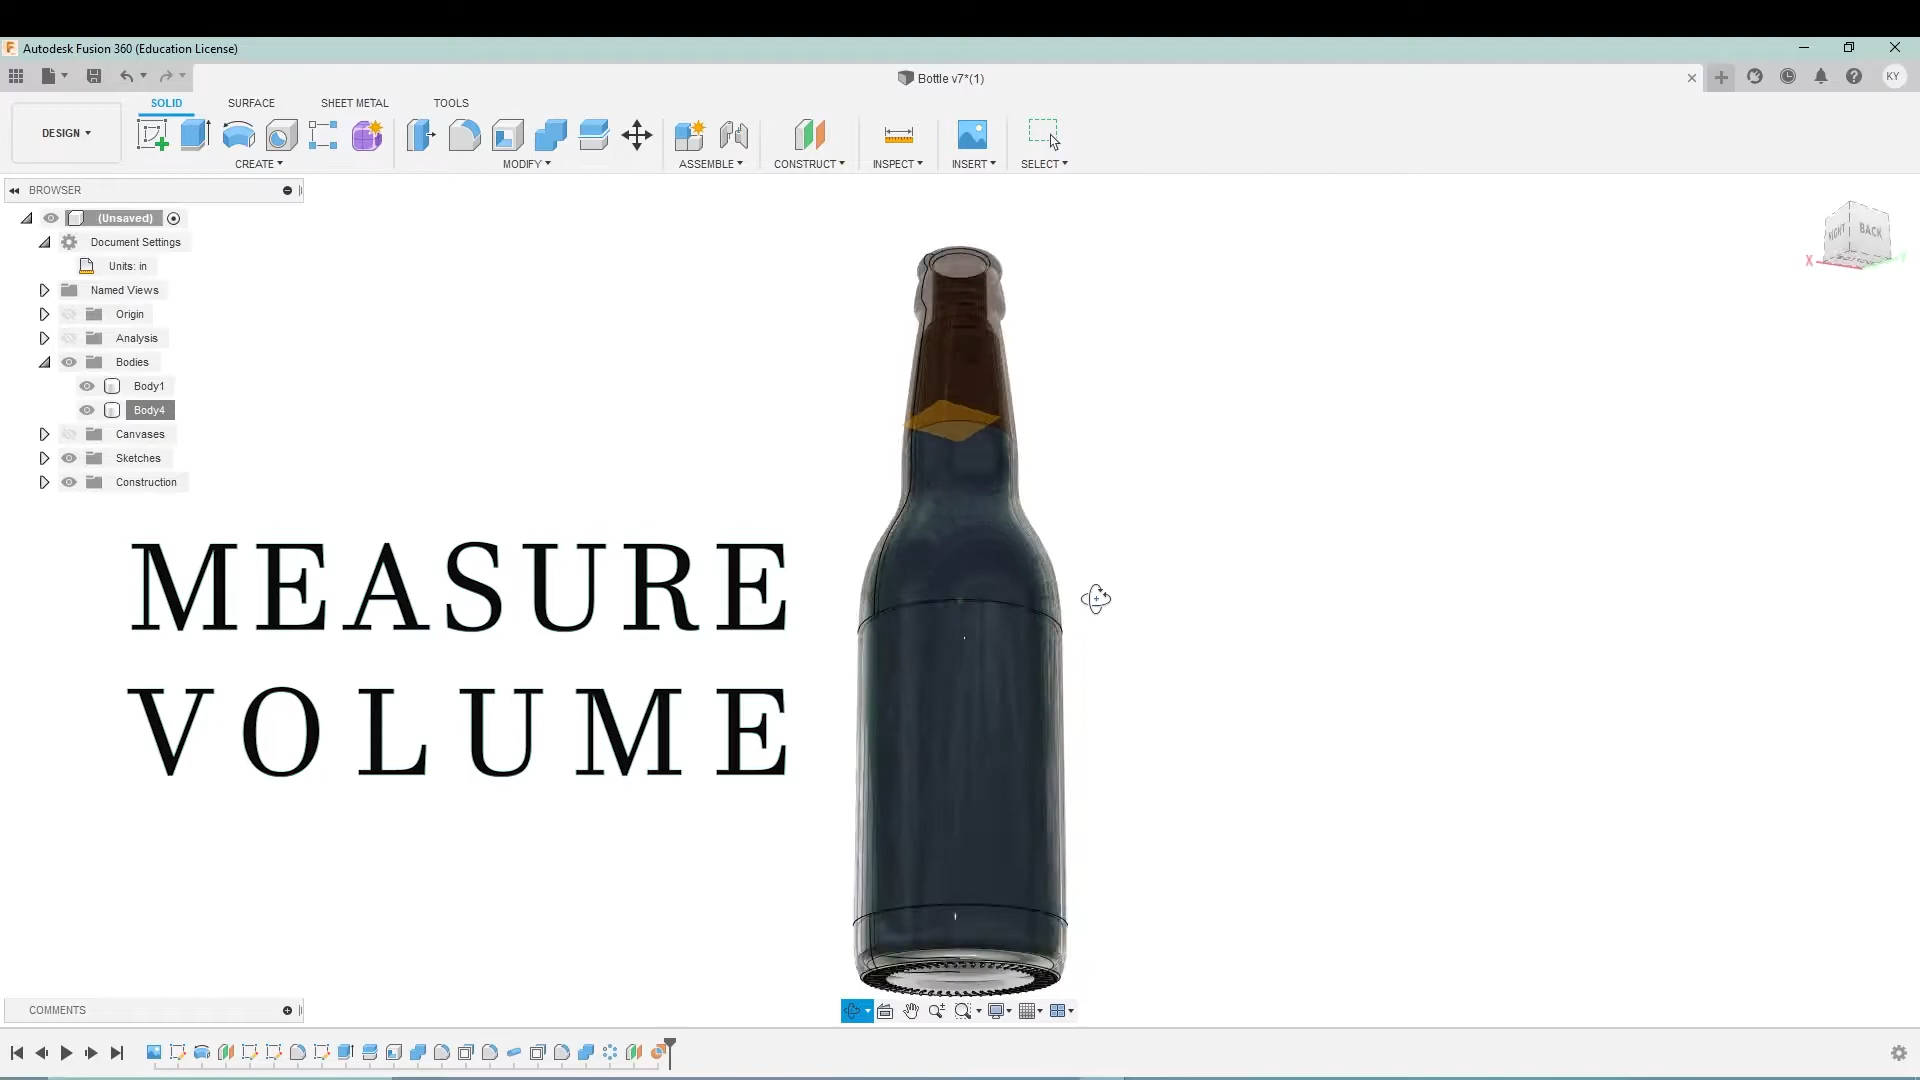 Autodesk Fusion 360 (Education License)
Bottle v7*(1)
KY
SOLID
SURFACE
SHEET METAL
TOOLS
DESIGN
CREATE
MODIFY
ASSEMBLE
CONSTRUCT
INSPECT
INSERT
SELECT
BROWSER
(Unsaved)
Document Settings
Units: in
Named Views
Origin
Analysis
Bodies
Body1
Body4
Canvases
Sketches
Construction
RIGHT
BACK
X
Y
MEASURE
VOLUME
COMMENTS